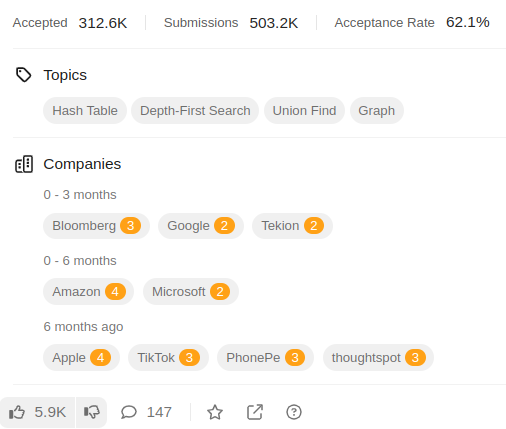 Accepted 312.6K Submissions 503.2K Acceptance Rate 62.1%
Topics
Hash Table Depth-First Search Union Find Graph
Companies
0 - 3 months
Bloomberg 3 Google 2 Tekion 2
0 - 6 months
Amazon 4 Microsoft 2
6 months ago
Apple 4 TikTok 3 PhonePe 3 thoughtspot 3
5.9K 147